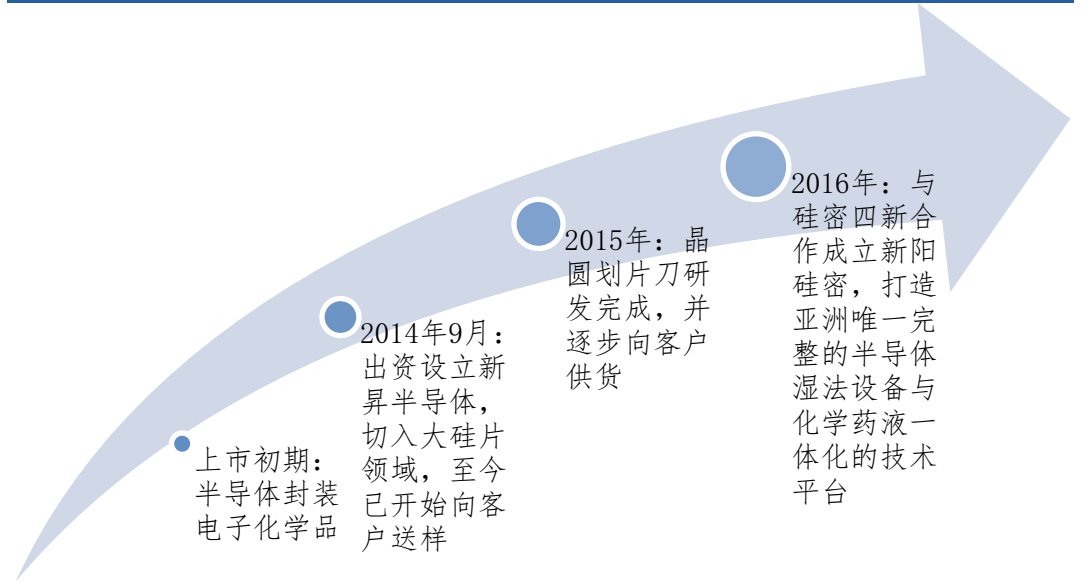 上市初期：
半导体封装
电子化学品
2014年9月：
出资设立新
昇半导体，
切入大硅片
领域，至今
已开始向客
户送样
2015年：晶
圆划片刀研
发完成，并
逐步向客户
供货
2016年：与
硅密四新合
作成立新阳
硅密，打造
亚洲唯一完
整的半导体
湿法设备与
化学药液一
体化的技术
平台